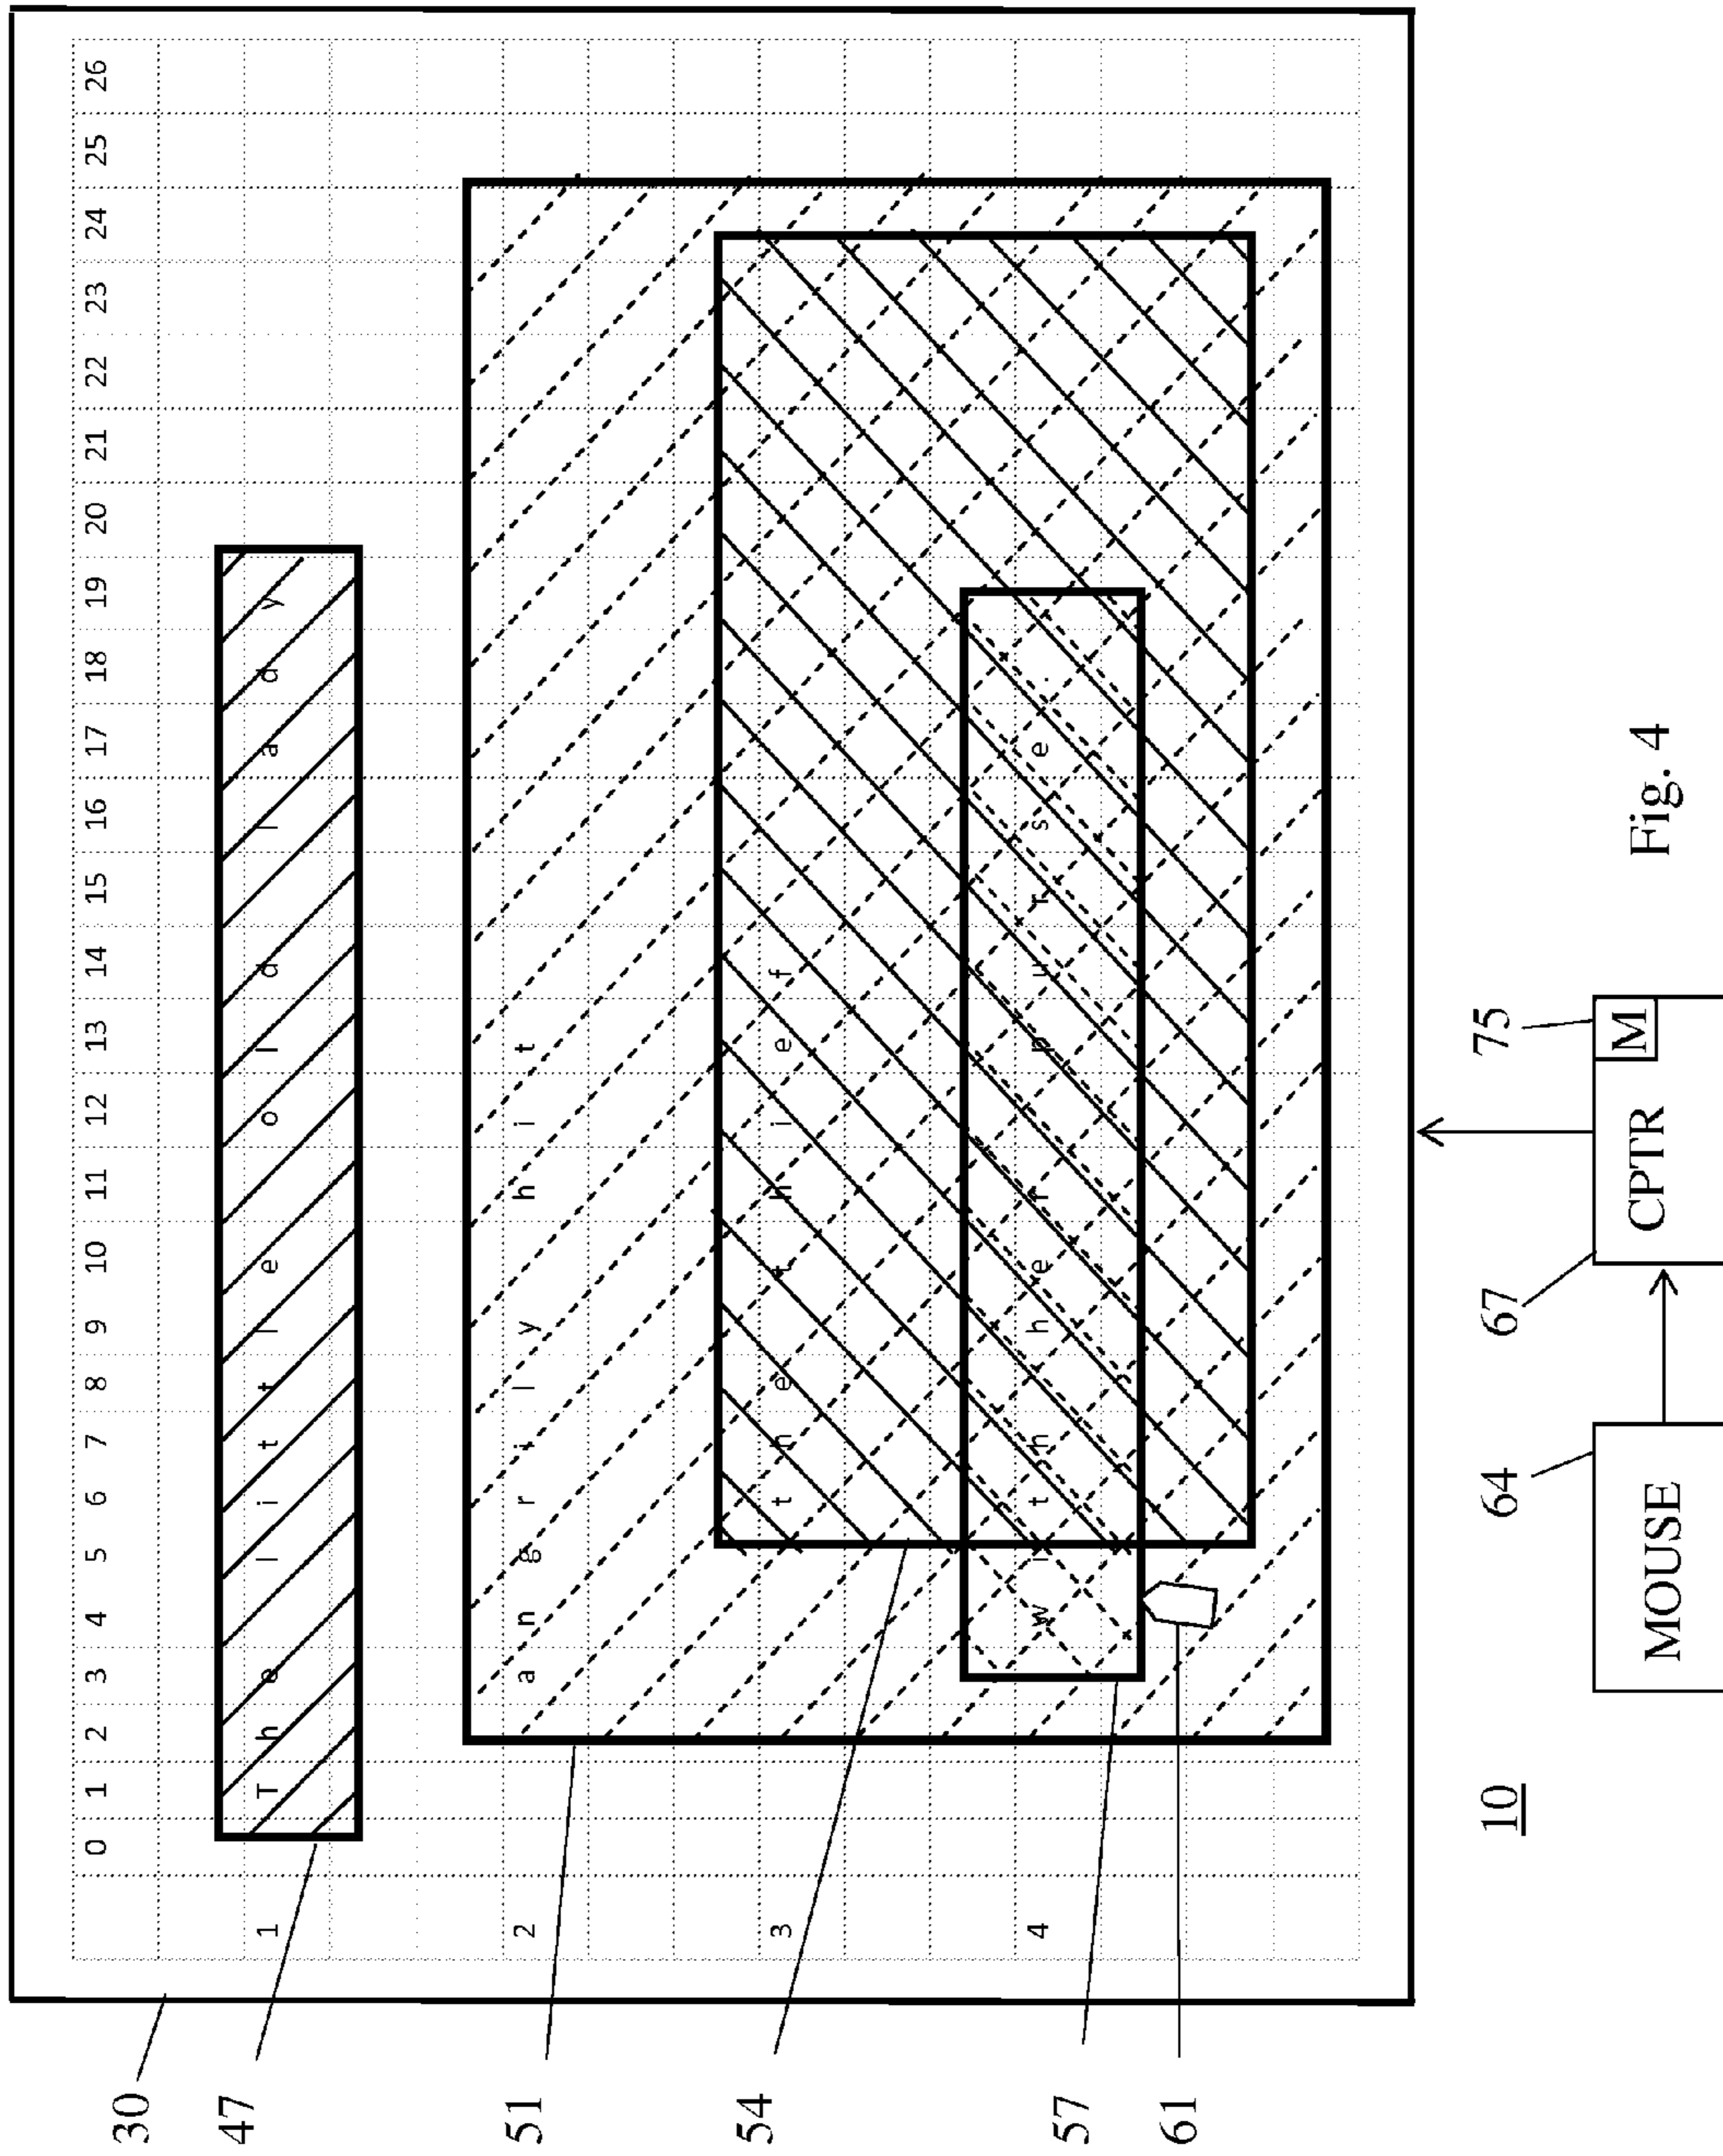 0 1 2 3 4 5 6 7 8 9 10 11 12 13 14 15 16 17 18 19 20 21 22 23 24 25 26
30
47 1 The little old lady
51 2 angrily hit
54 3 the thief
57 4 with her purse.
61
10 64 67 75
MOUSE CPTR M Fig. 4